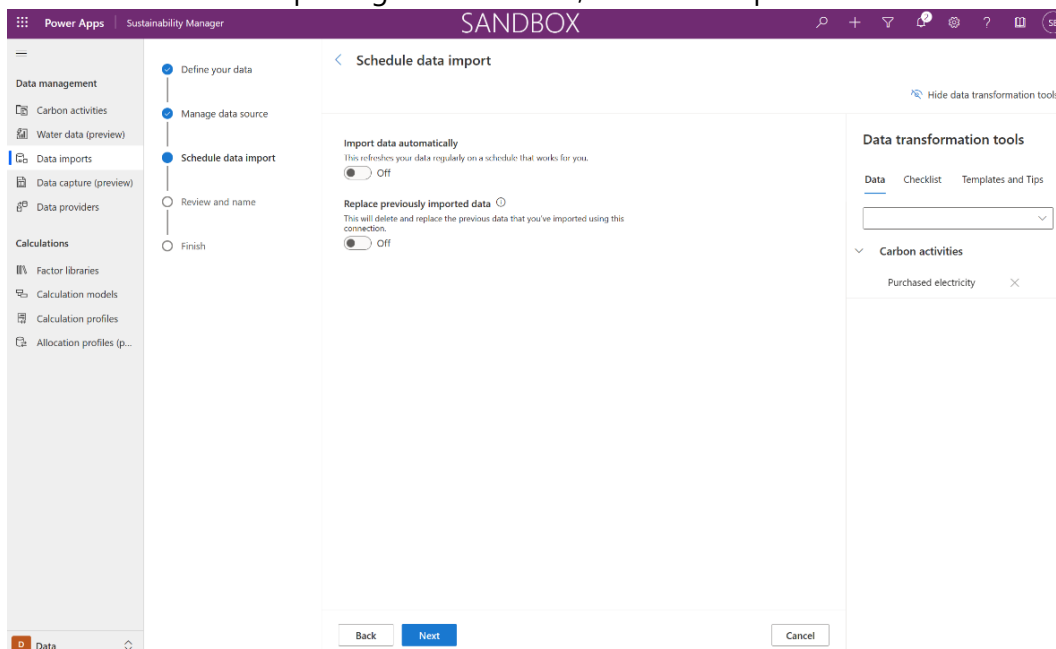 Power Apps
Sustainability Manager
SANDBOX
2
Data management
Carbon activities
Water data (preview)
Data imports
Data capture (preview)
Data providers
Calculations
Factor libraries
Calculation models
Calculation profiles
Allocation profiles (p...
Data
D
Define your data
Manage data source
Schedule data import
Review and name
Finish
Schedule data import
Hide data transformation tools
Import data automatically
This refreshes your data regularly on a schedule that works for you.
Off
Replace previously imported data
This will delete and replace the previous data that you've imported using this
connection.
Off
Back
Next
Cancel
Data transformation tools
Data
Checklist
Templates and Tips
Carbon activities
Purchased electricity